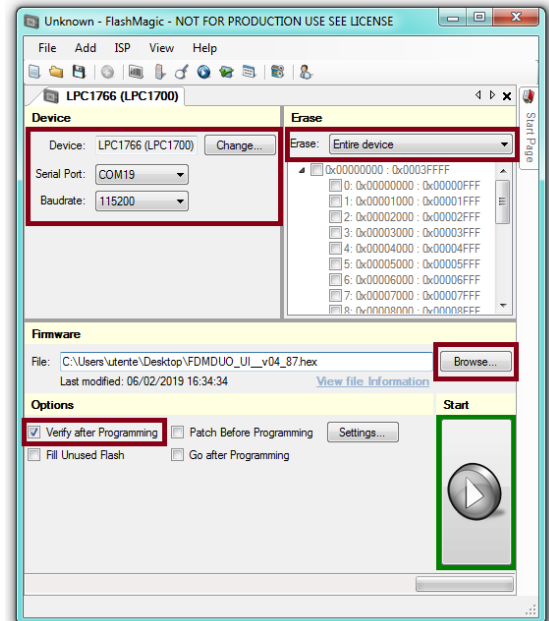 Unknown - FlashMagic - NOT FOR PRODUCTION USE SEE LICENSE
File Add ISP View Help
LPC1766 (LPC1700)
Start Page
Device
Device: LPC1766 (LPC1700) Change...
Serial Port: COM19
Baudrate: 115200
Erase
Erase: Entire device
0x00000000 : 0x0003FFFF
0: 0x00000000 : 0x00000FFF
1: 0x00001000 : 0x00001FFF
2: 0x00002000 : 0x00002FFF
3: 0x00003000 : 0x00003FFF
4: 0x00004000 : 0x00004FFF
5: 0x00005000 : 0x00005FFF
6: 0x00006000 : 0x00006FFF
7: 0x00007000 : 0x00007FFF
8: 0x00008000 : 0x00008FFF
Firmware
File: C:\Users\utente\Desktop\FDMDUO_UI__v04_87.hex Browse...
Last modified: 06/02/2019 16:34:34 View file Information
Options
Verify after Programming Patch Before Programming Settings...
Fill Unused Flash Go after Programming
Start